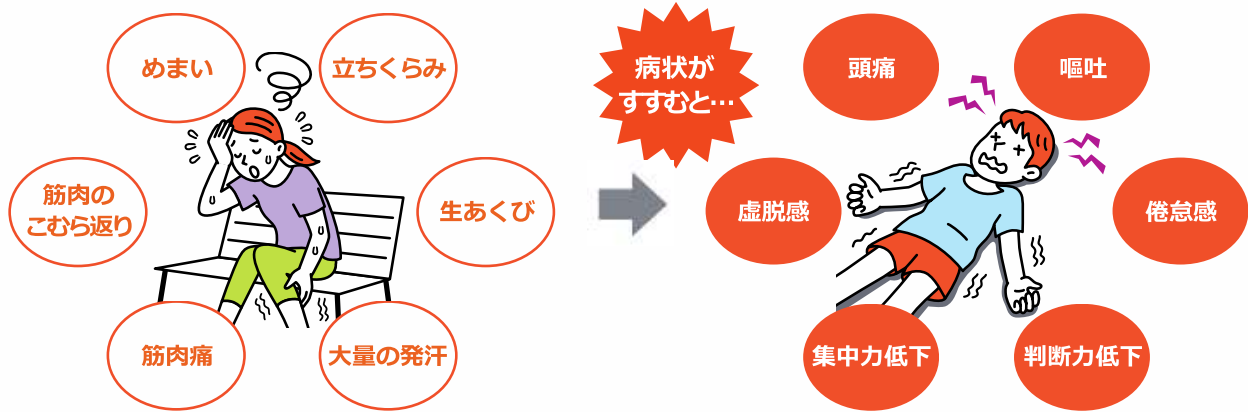 めまい
立ちくらみ
筋肉の
こむら返り
生あくび
筋肉痛
大量の発汗
病状が
すすむと…
頭痛
嘔吐
虚脱感
倦怠感
集中力低下
判断力低下